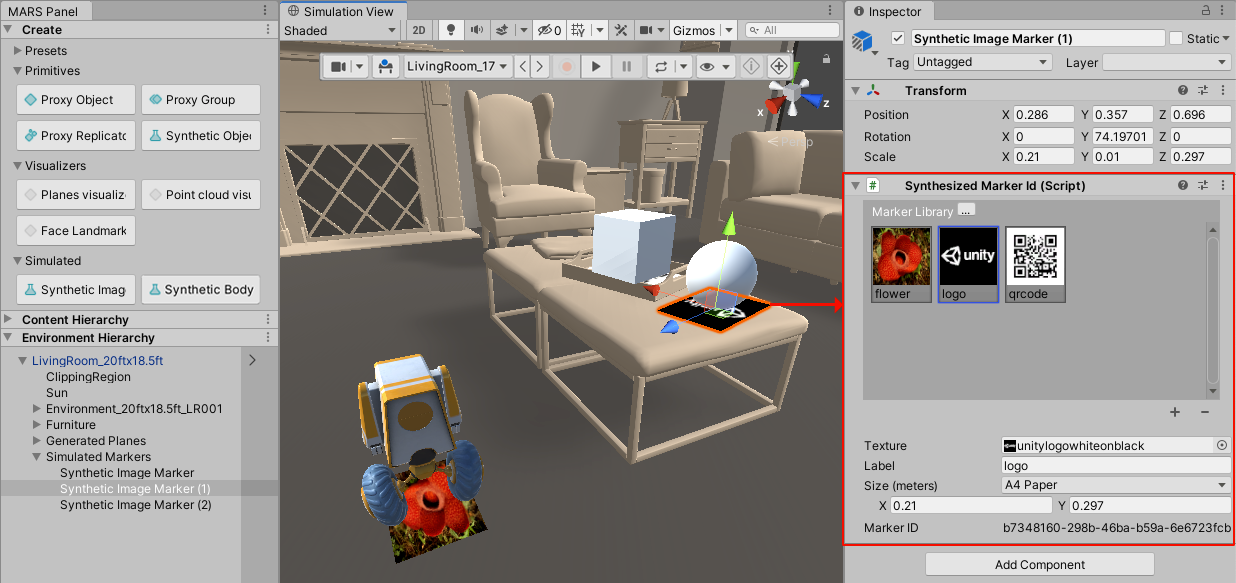 MARS Panel
Create
Presets
Primitives
Proxy Object
Proxy Group
Proxy Replicato
Synthetic Objec
Visualizers
Planes visualiz
Point cloud visu
Face Landmark
Simulated
Synthetic Imag
Synthetic Body
Content Hierarchy
Environment Hierarchy
LivingRoom_20ftx18.5ft
ClippingRegion
Sun
Environment_20ftx18.5ft_LR001
Furniture
Generated Planes
Simulated Markers
Synthetic Image Marker
Synthetic Image Marker (1)
Synthetic Image Marker (2)
Simulation View
Shaded
2D
0
Gizmos
All
LivingRoom_17
x
z
Persp
Inspector
Synthetic Image Marker (1)
Static
Tag Untagged
Layer
Transform
Position X 0.286 Y 0.357 Z 0.696
Rotation X 0 Y 74.19701 Z 0
Scale X 0.21 Y 0.01 Z 0.297
Synthesized Marker Id (Script)
Marker Library ...
unity
flower
logo
qrcode
Texture unitylogowhiteonblack
Label logo
Size (meters) A4 Paper
X 0.21 Y 0.297
Marker ID b7348160-298b-46ba-b59a-6e6723fcb
Add Component